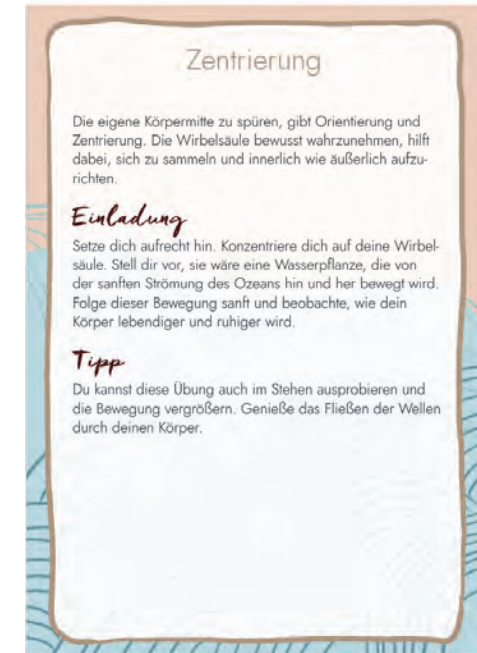 Zentrierung
Die eigene Körpermitte zu spüren, gibt Orientierung und
Zentrierung. Die Wirbelsäule bewusst wahrzunehmen, hilft
dabei, sich zu sammeln und innerlich wie äußerlich aufzu-
richten.
Einladung
Setze dich aufrecht hin. Konzentriere dich auf deine Wirbel-
säule. Stell dir vor, sie wäre eine Wasserpflanze, die von
der sanften Strömung des Ozeans hin und her bewegt wird.
Folge dieser Bewegung sanft und beobachte, wie dein
Körper lebendiger und ruhiger wird.
Tipp
Du kannst diese Übung auch im Stehen ausprobieren und
die Bewegung vergrößern. Genieße das Fließen der Wellen
durch deinen Körper.